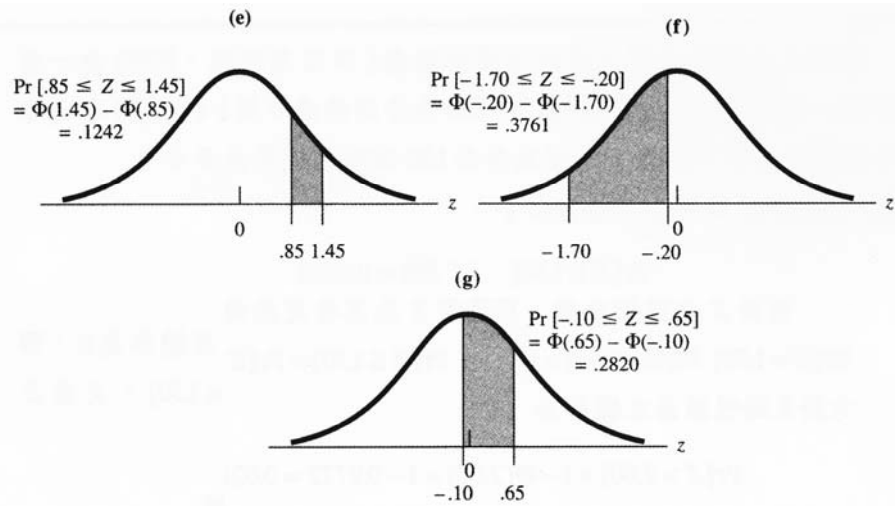 (e)
Pr [.85 ≤ Z ≤ 1.45]
= Φ(1.45) − Φ(.85)
= .1242
z
0
.85 1.45
(f)
Pr [−1.70 ≤ Z ≤ −.20]
= Φ(−.20) − Φ(−1.70)
= .3761
z
0
−1.70 −.20
(g)
Pr [−.10 ≤ Z ≤ .65]
= Φ(.65) − Φ(−.10)
= .2820
z
0
−.10 .65